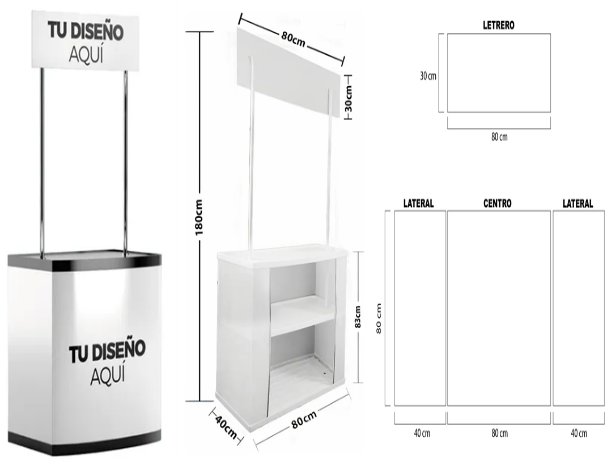 TU DISEÑO
AQUÍ
TU DISEÑO
AQUÍ
80cm
30cm
180cm
83cm
40cm
80cm
LETRERO
30 cm
80 cm
LATERAL
CENTRO
LATERAL
80 cm
40 cm
80 cm
40 cm